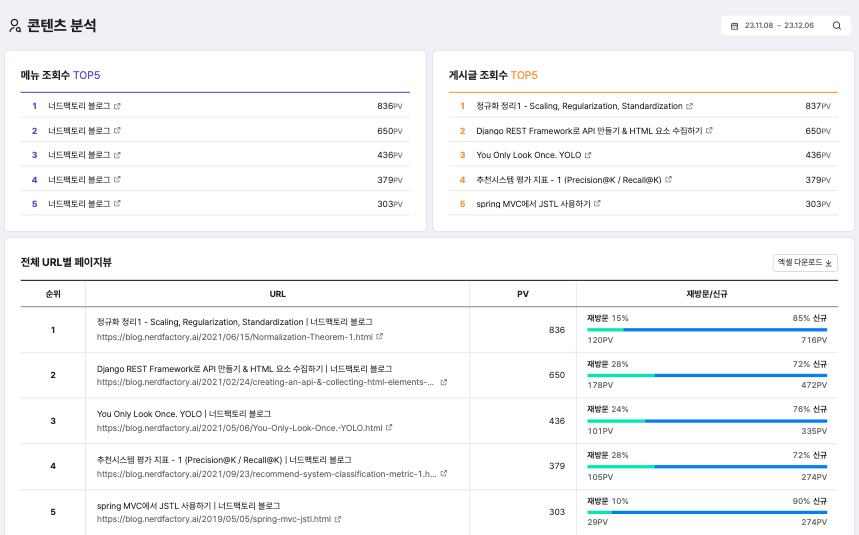 콘텐츠 분석
23.11.08 - 23.12.06
메뉴 조회수 TOP5
1 너드팩토리 블로그 836PV
2 너드팩토리 블로그 650PV
3 너드팩토리 블로그 436PV
4 너드팩토리 블로그 379PV
5 너드팩토리 블로그 303PV
게시글 조회수 TOP5
1 정규화 정리1 - Scaling, Regularization, Standardization 837PV
2 Django REST Framework로 API 만들기 & HTML 요소 수집하기 650PV
3 You Only Look Once. YOLO 436PV
4 추천시스템 평가 지표 - 1 (Precision@K / Recall@K) 379PV
5 spring MVC에서 JSTL 사용하기 303PV
전체 URL별 페이지뷰
엑셀 다운로드
순위 URL PV 재방문/신규
1
정규화 정리1 - Scaling, Regularization, Standardization | 너드팩토리 블로그
https://blog.nerdfactory.ai/2021/06/15/Normalization-Theorem-1.html
836
재방문 15% 85% 신규
120PV 716PV
2
Django REST Framework로 API 만들기 & HTML 요소 수집하기 | 너드팩토리 블로그
https://blog.nerdfactory.ai/2021/02/24/creating-an-api-&-collecting-html-elements-...
650
재방문 28% 72% 신규
178PV 472PV
3
You Only Look Once. YOLO | 너드팩토리 블로그
https://blog.nerdfactory.ai/2021/05/06/You-Only-Look-Once.-YOLO.html
436
재방문 24% 76% 신규
101PV 335PV
4
추천시스템 평가 지표 - 1 (Precision@K / Recall@K) | 너드팩토리 블로그
https://blog.nerdfactory.ai/2021/09/23/recommend-system-classification-metric-1.h...
379
재방문 28% 72% 신규
105PV 274PV
5
spring MVC에서 JSTL 사용하기 | 너드팩토리 블로그
https://blog.nerdfactory.ai/2019/05/05/spring-mvc-jstl.html
303
재방문 10% 90% 신규
29PV 274PV